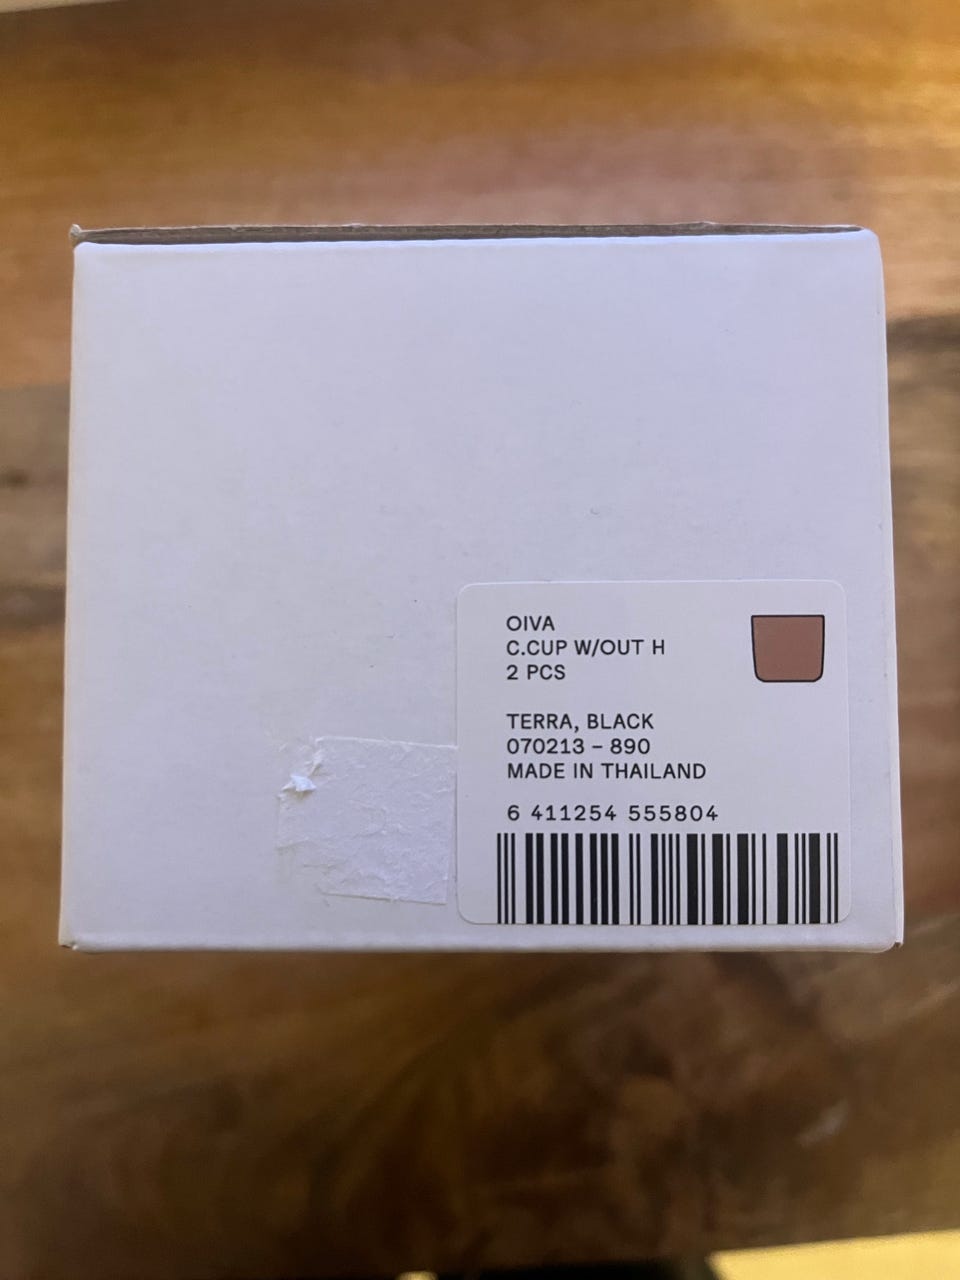 OIVA
C.CUP W/OUT H
2 PCS
TERRA, BLACK
070213 – 890
MADE IN THAILAND
6 411254 555804